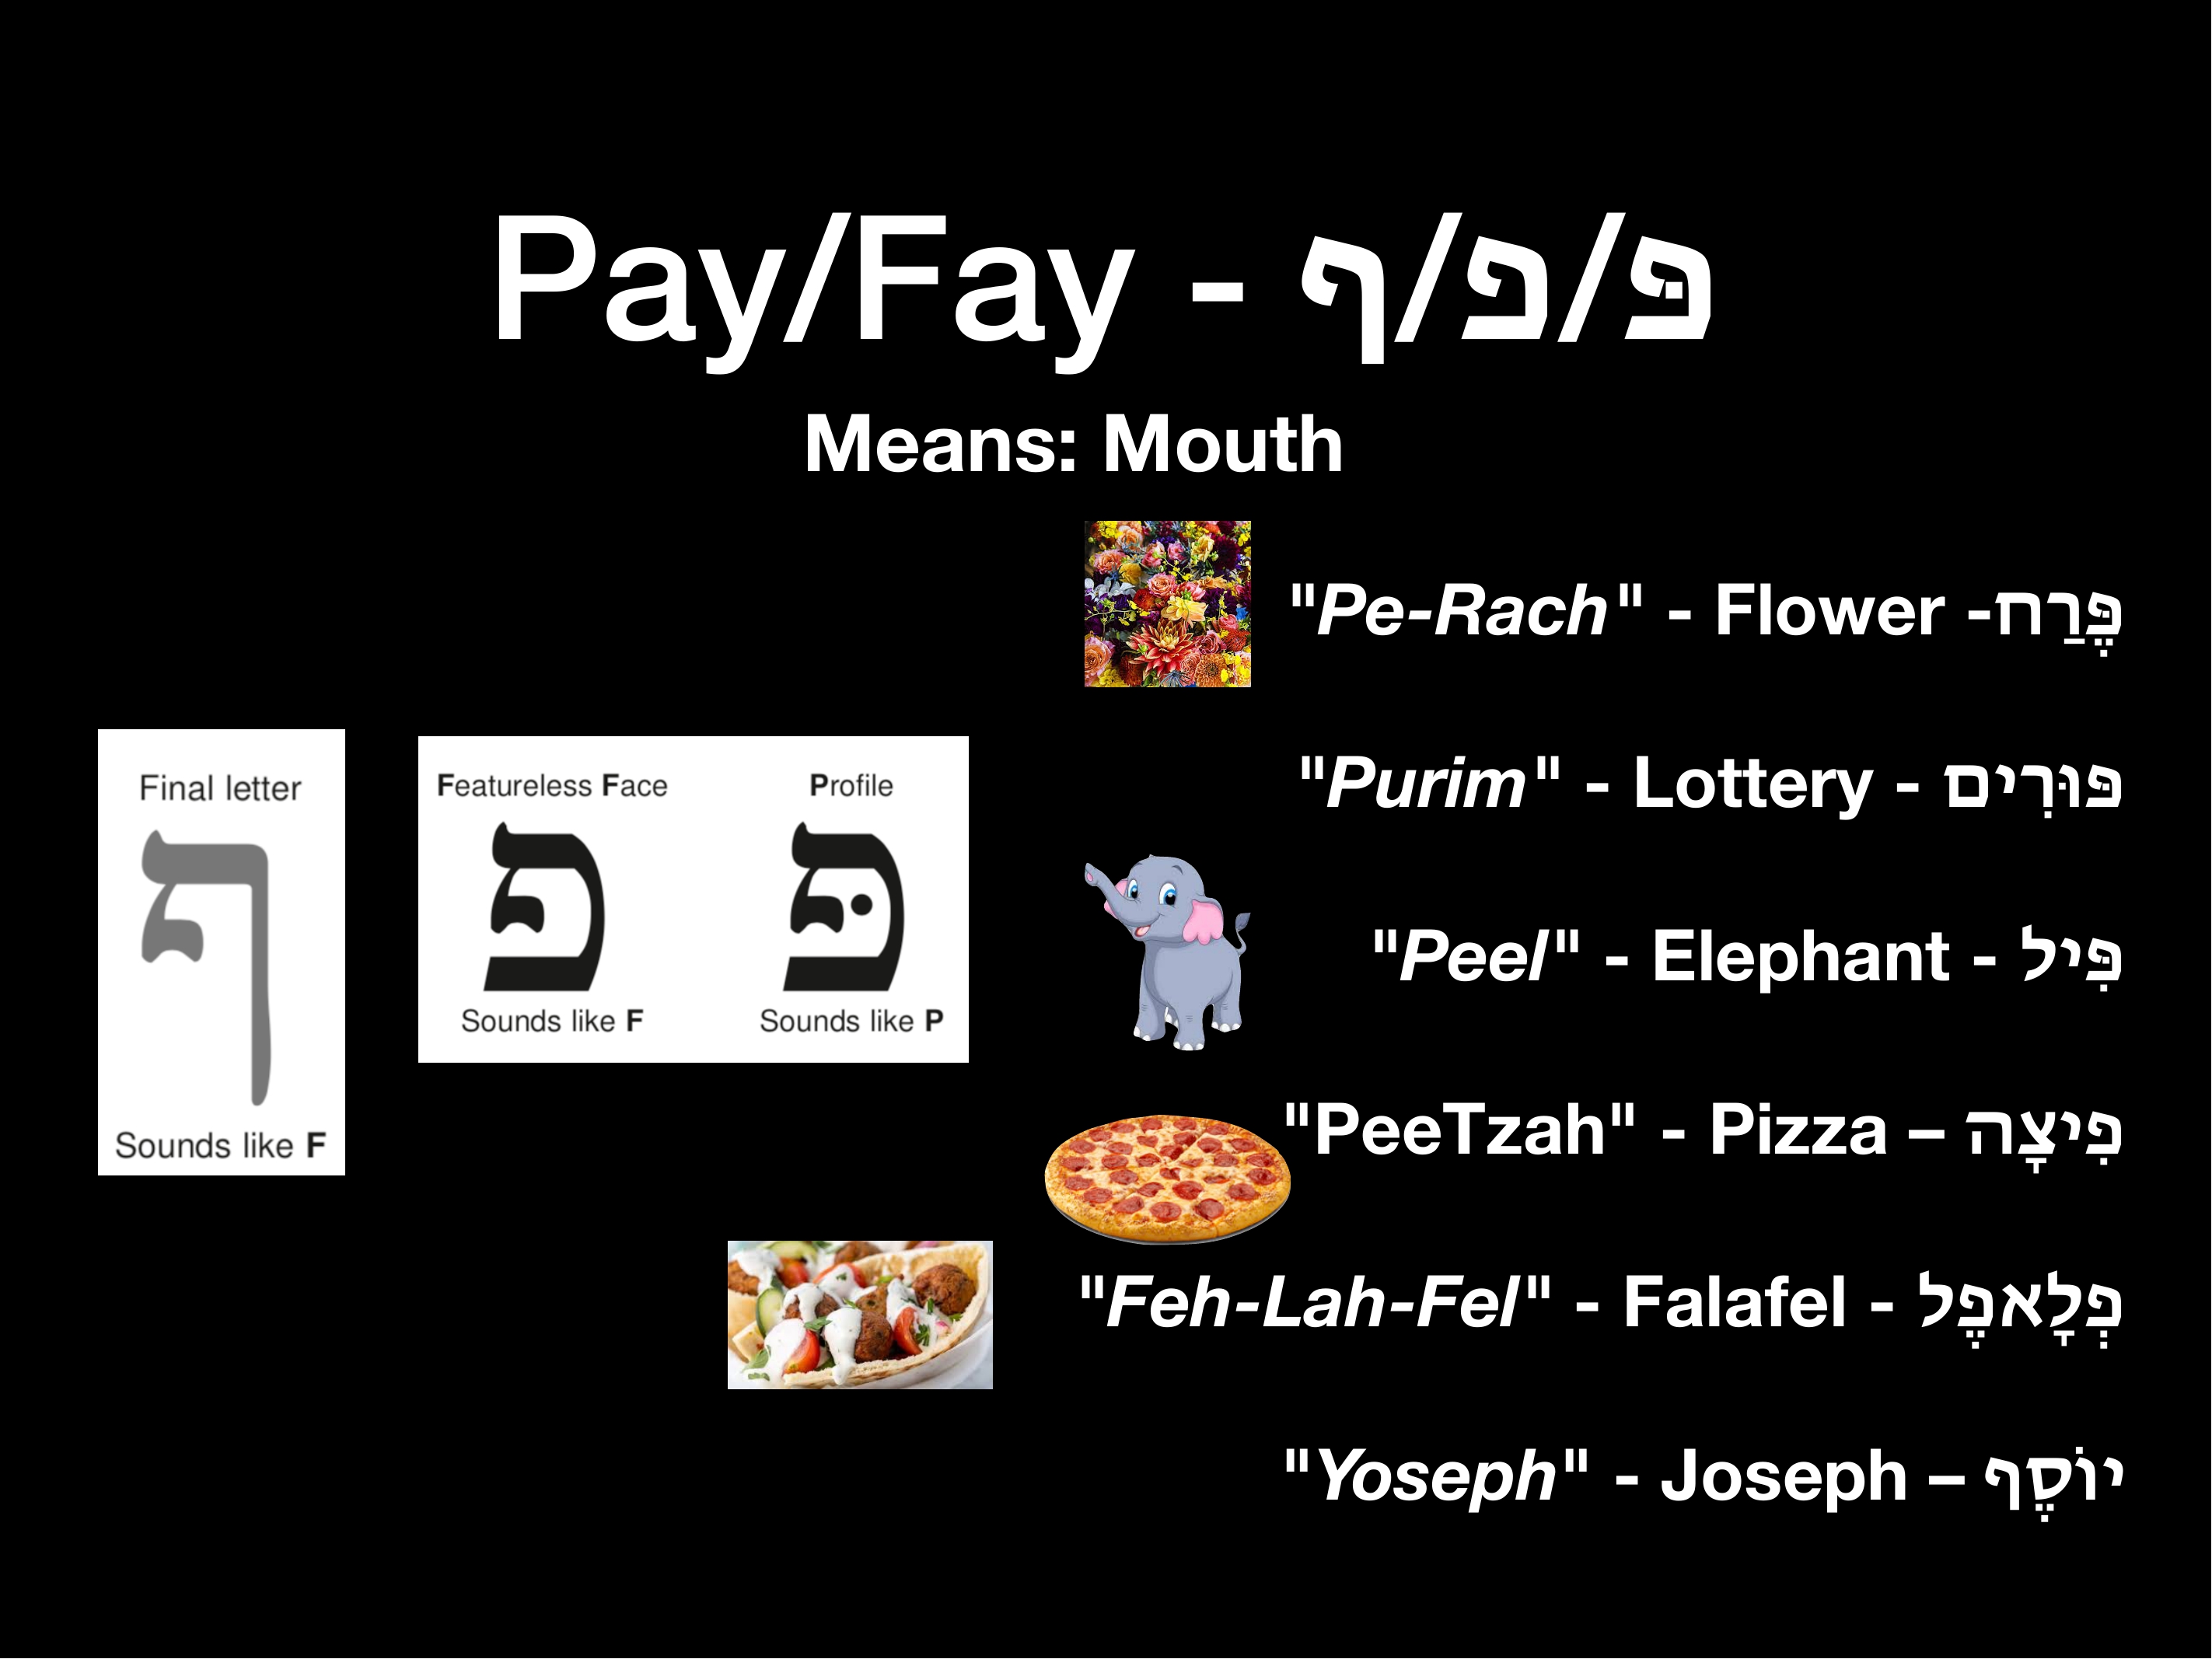 Pay/Fay - פּ/פ/ף
Means: Mouth
"Pe-Rach" - Flower -פֶּרַח
"Purim" - Lottery - פּוּרִים
"Peel" - Elephant - פִּיל
"PeeTzah" - Pizza – פִּיצָה
"Feh-Lah-Fel" - Falafel - פְלָאפֶל
"Yoseph" - Joseph – יוֹסֶף
Final letter
ף
Sounds like F
Featureless Face Profile
פ פּ
Sounds like F Sounds like P